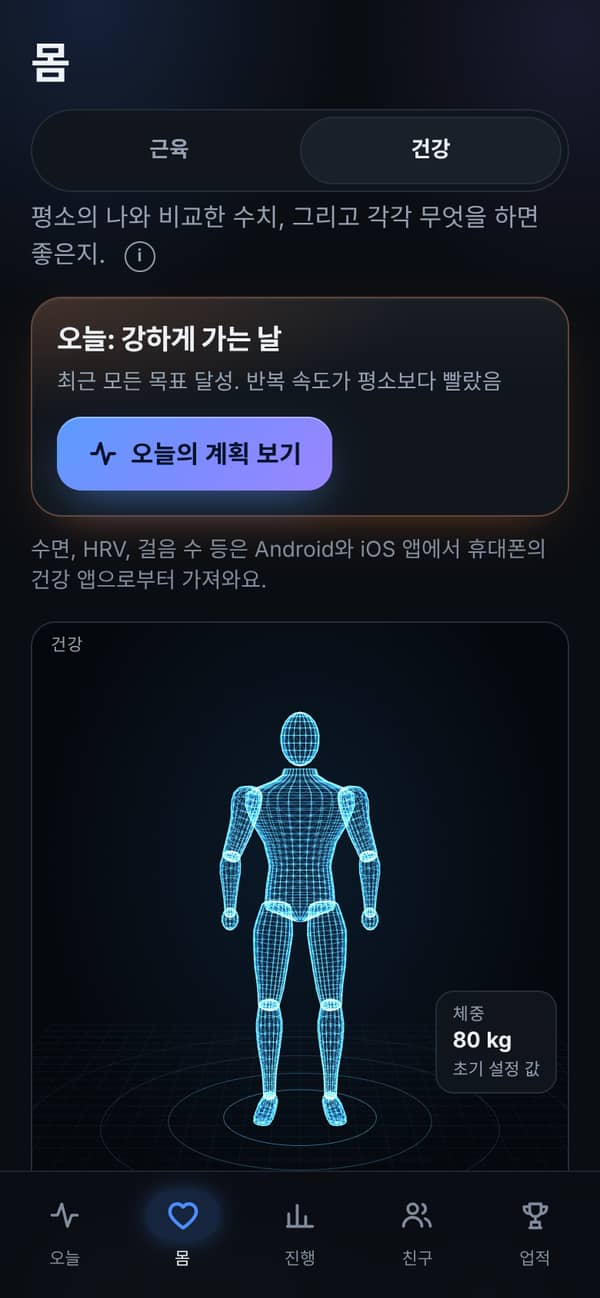 몸
근육
건강
평소의 나와 비교한 수치, 그리고 각각 무엇을 하면
좋은지. i
오늘: 강하게 가는 날
최근 모든 목표 달성. 반복 속도가 평소보다 빨랐음
오늘의 계획 보기
수면, HRV, 걸음 수 등은 Android와 iOS 앱에서 휴대폰의
건강 앱으로부터 가져와요.
건강
체중
80 kg
초기 설정 값
오늘
몸
진행
친구
업적